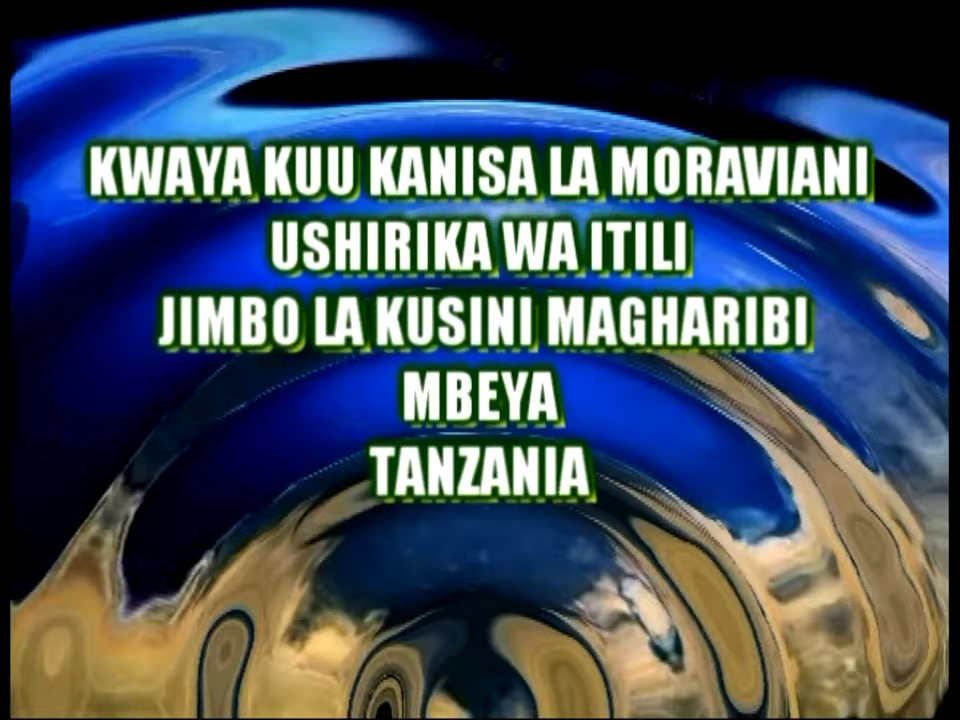 KWAYA KUU KANISA LA MORAVIANI
USHIRIKA WA ITILI
JIMBO LA KUSINI MAGHARIBI
MBEYA
TANZANIA